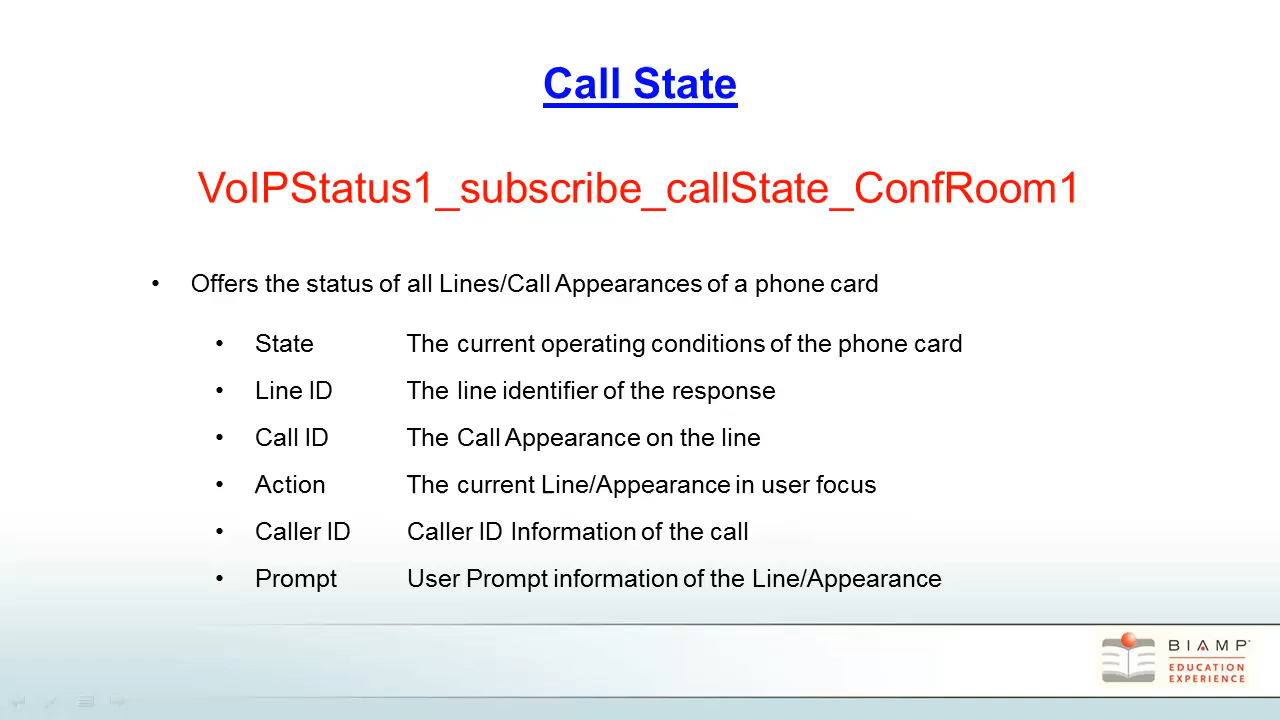 Call State
VoIPStatus1_subscribe_callState_ConfRoom1
• Offers the status of all Lines/Call Appearances of a phone card
• State The current operating conditions of the phone card
• Line ID The line identifier of the response
• Call ID The Call Appearance on the line
• Action The current Line/Appearance in user focus
• Caller ID Caller ID Information of the call
• Prompt User Prompt information of the Line/Appearance
BIAMP
EDUCATION
EXPERIENCE